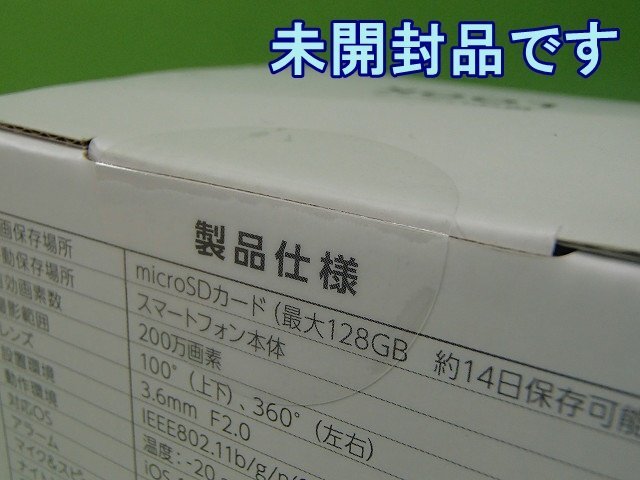 未開封品です
製品仕様
画保存場所 microSDカード (最大128GB 約14日保存可能
動保存場所 スマートフォン本体
有効画素数 200万画素
撮影範囲 100°(上下)、360°(左右)
レンズ 3.6mm F2.0
設置環境 IEEE802.11b/g/n
動作環境 温度:-20
対応OS iOS
アラーム
マイク&スピ
ナイト